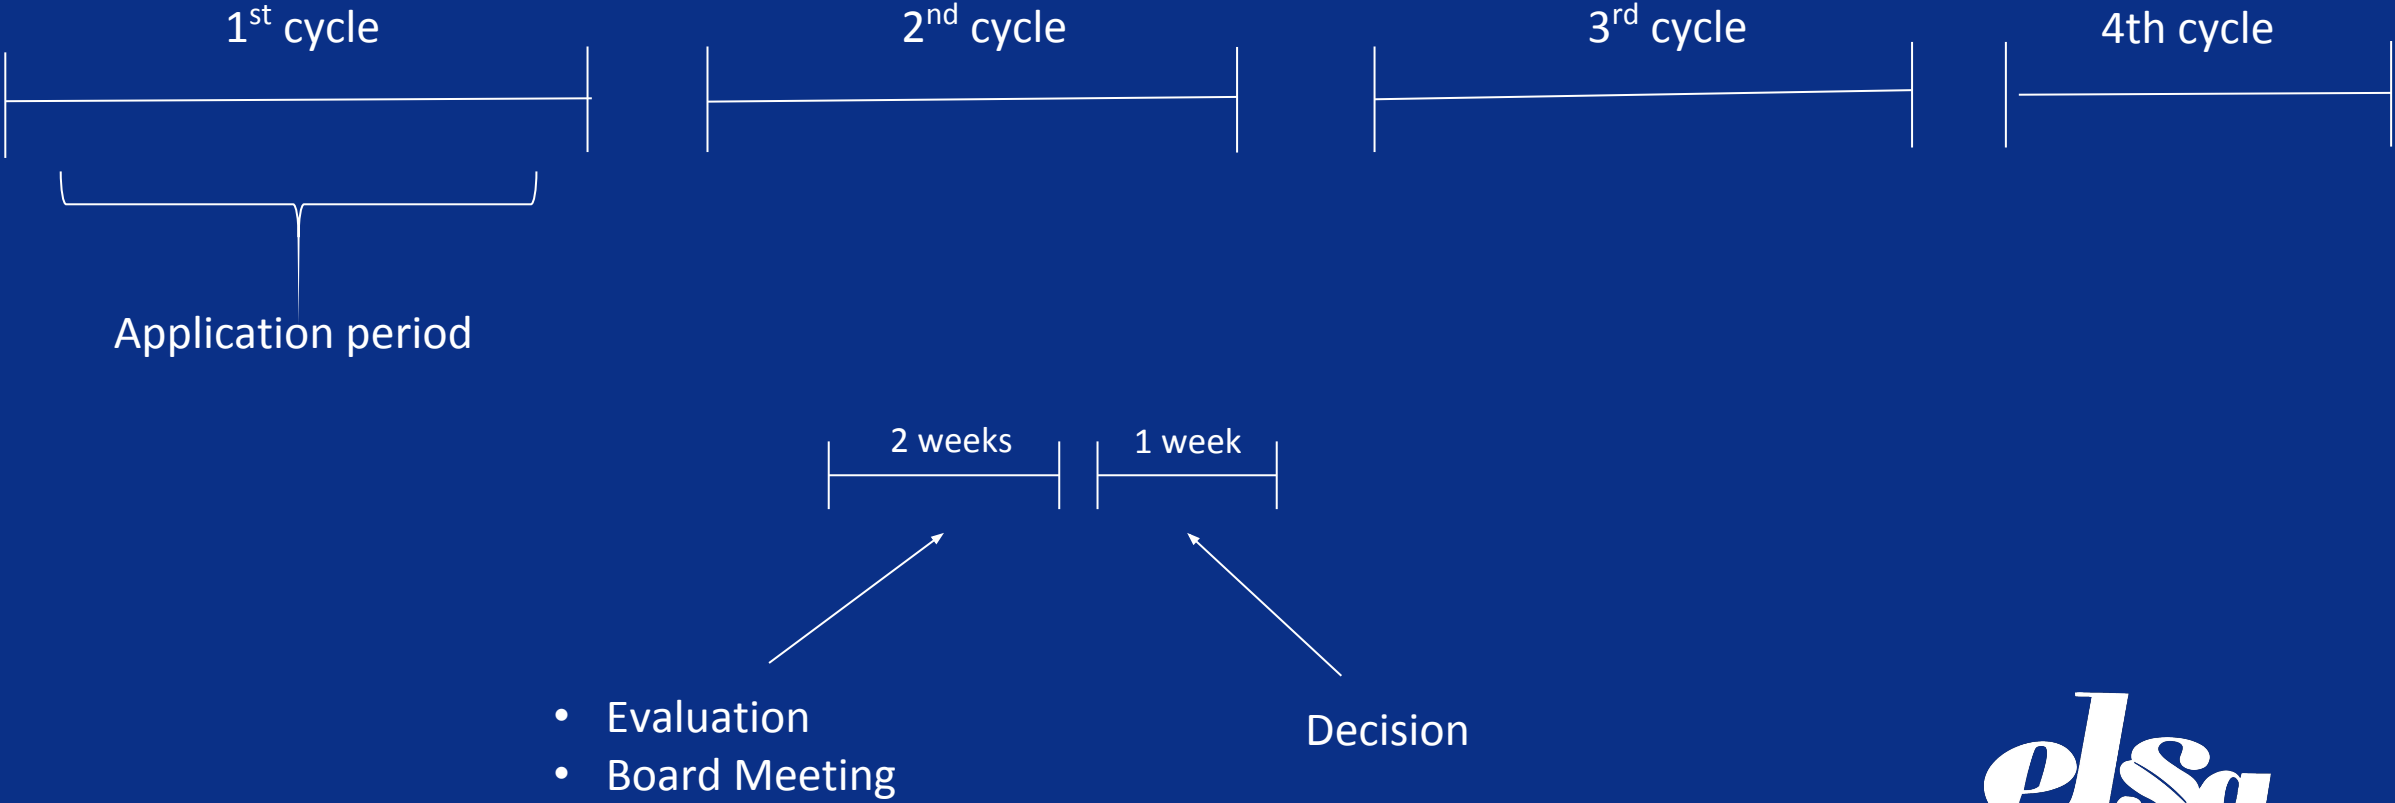 1st cycle
2nd cycle
3rd cycle
4th cycle
Application period
2 weeks
1 week
• Evaluation
• Board Meeting
Decision
elsa